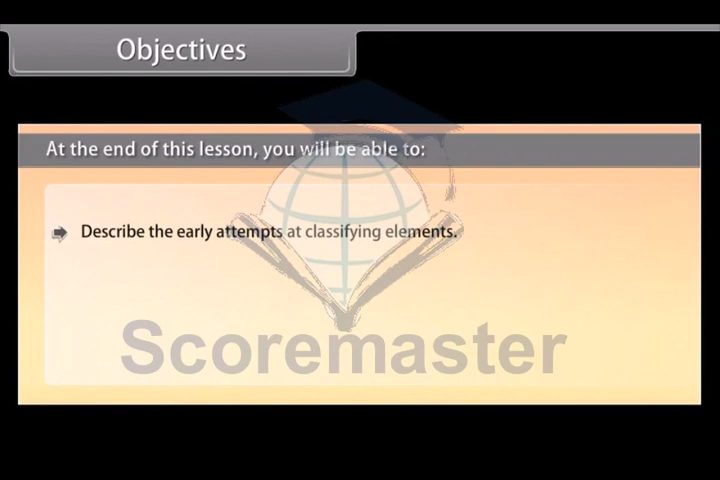 Objectives
At the end of this lesson, you will be able to:
Describe the early attempts at classifying elements.
Scoremaster